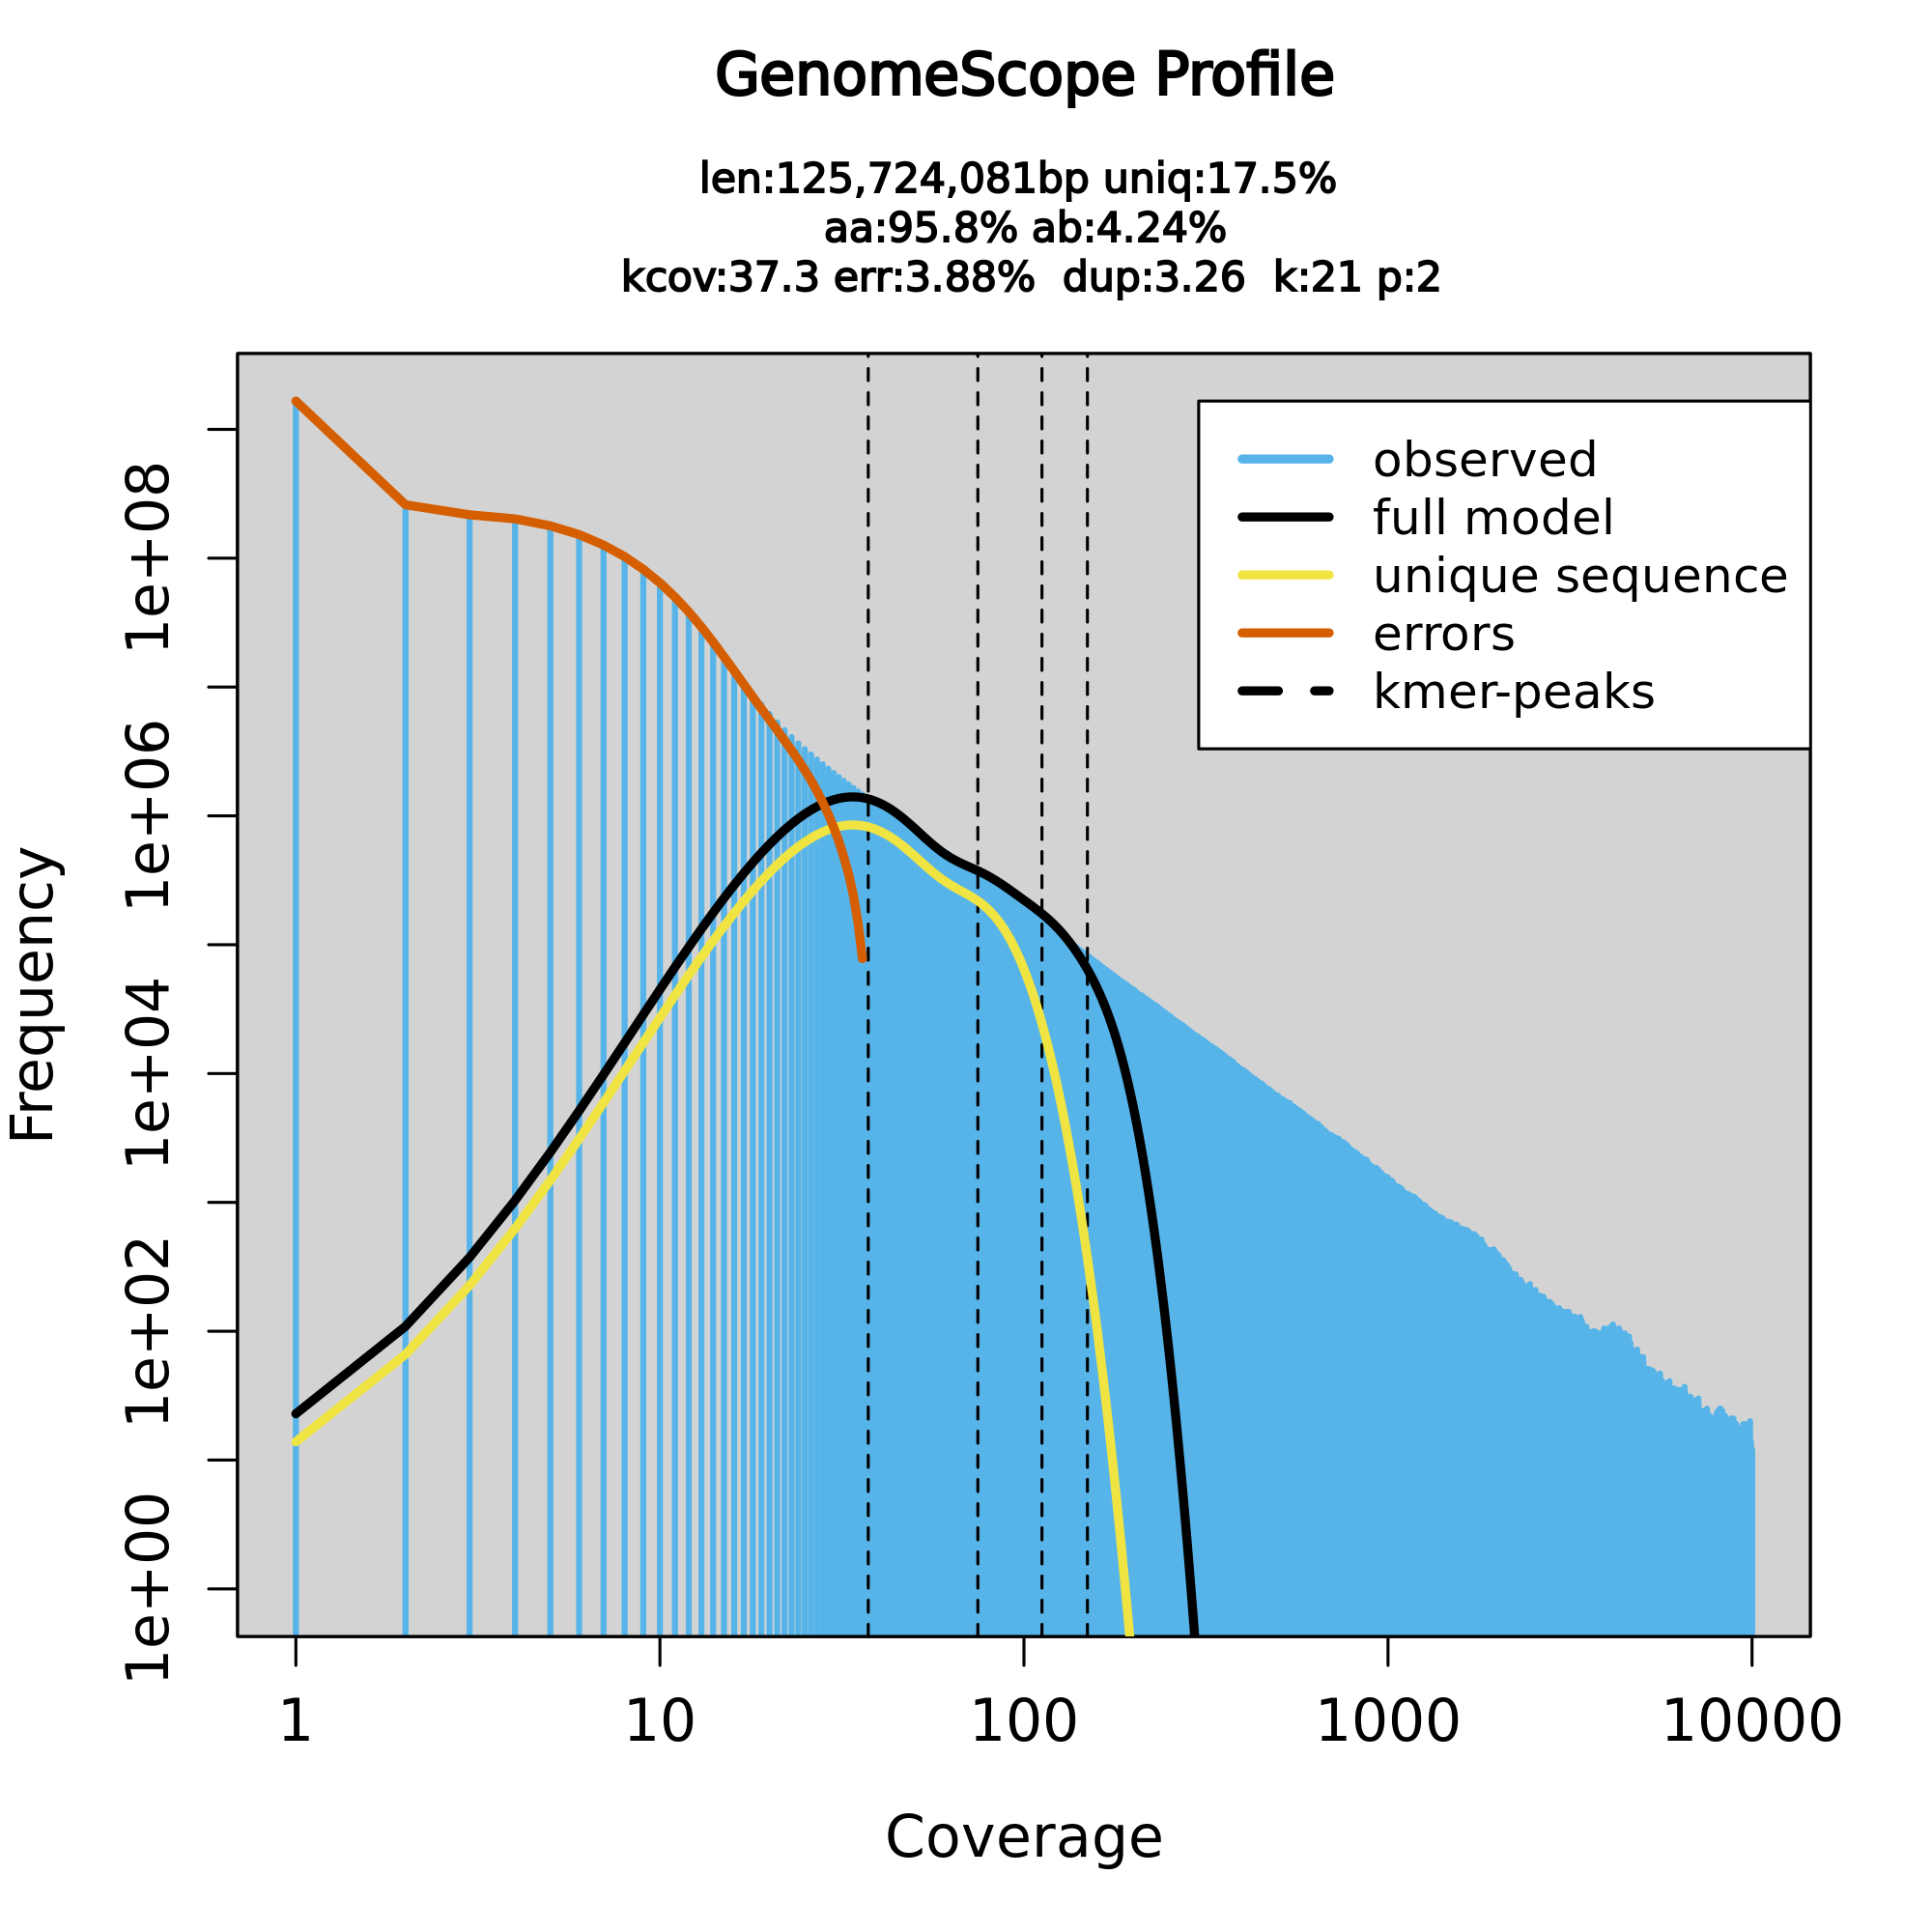 GenomeScope Profile
len:125,724,081bp uniq:17.5%
aa:95.8% ab:4.24%
kcov:37.3 err:3.88% dup:3.26 k:21 p:2
observed
full model
unique sequence
errors
kmer-peaks
Frequency
1e+08
1e+06
1e+04
1e+02
1e+00
1 10 100 1000 10000
Coverage